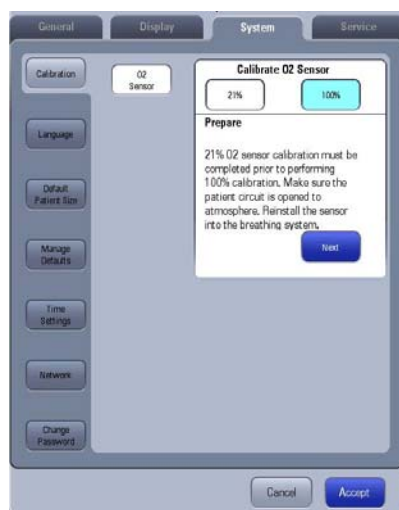 General Display System Service
Calibration
O2
Sensor
Calibrate O2 Sensor
21% 100%
Prepare
21% O2 sensor calibration must be
completed prior to performing
100% calibration. Make sure the
patient circuit is opened to
atmosphere. Reinstall the sensor
into the breathing system.
Next
Language
Default
Patient Size
Manage
Defaults
Time
Settings
Network
Change
Password
Cancel Accept